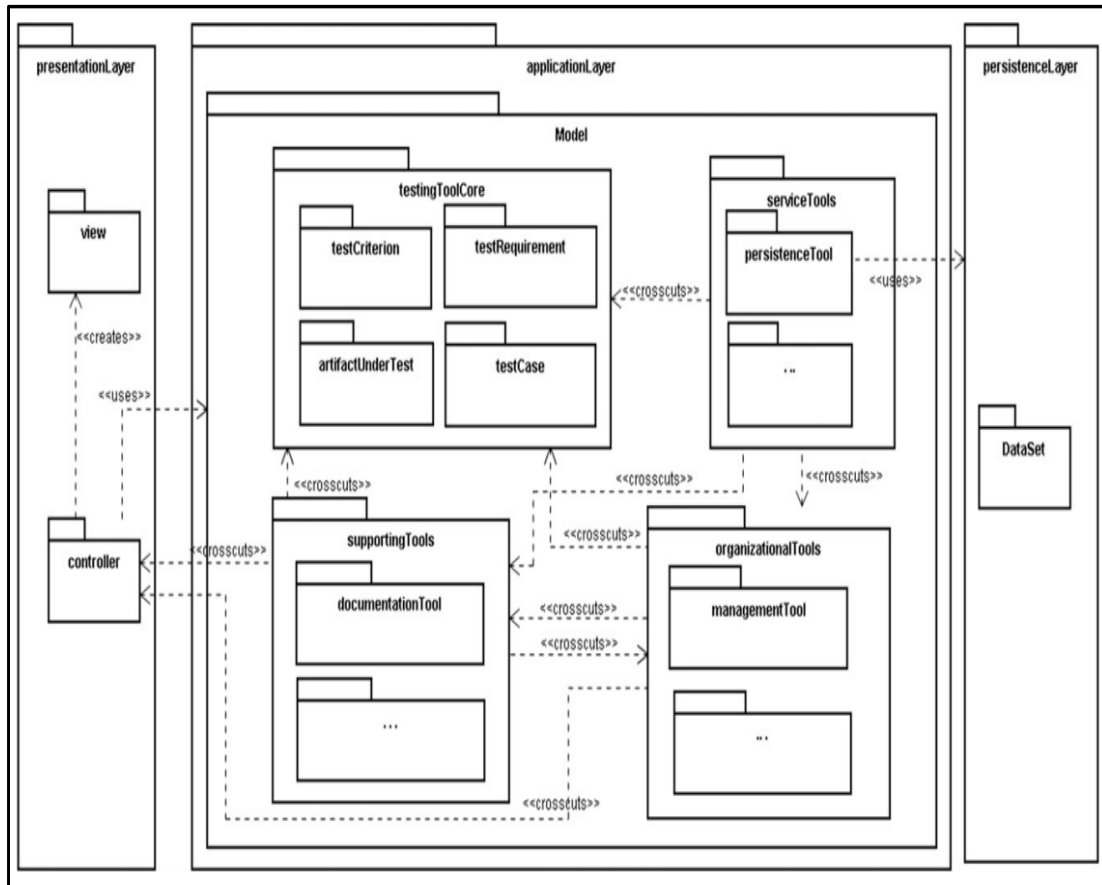 presentationLayer
applicationLayer
persistenceLayer
Model
testingToolCore
serviceTools
view
testCriterion
testRequirement
persistenceTool
<<uses>>
<<crosscuts>>
<<creates>>
artifactUnderTest
testCase
...
<<uses>>
DataSet
<<crosscuts>>
<<crosscuts>>
<<crosscuts>>
<<crosscuts>>
supportingTools
organizationalTools
controller
<<crosscuts>>
documentationTool
managementTool
<<crosscuts>>
<<crosscuts>>
...
...
<<crosscuts>>